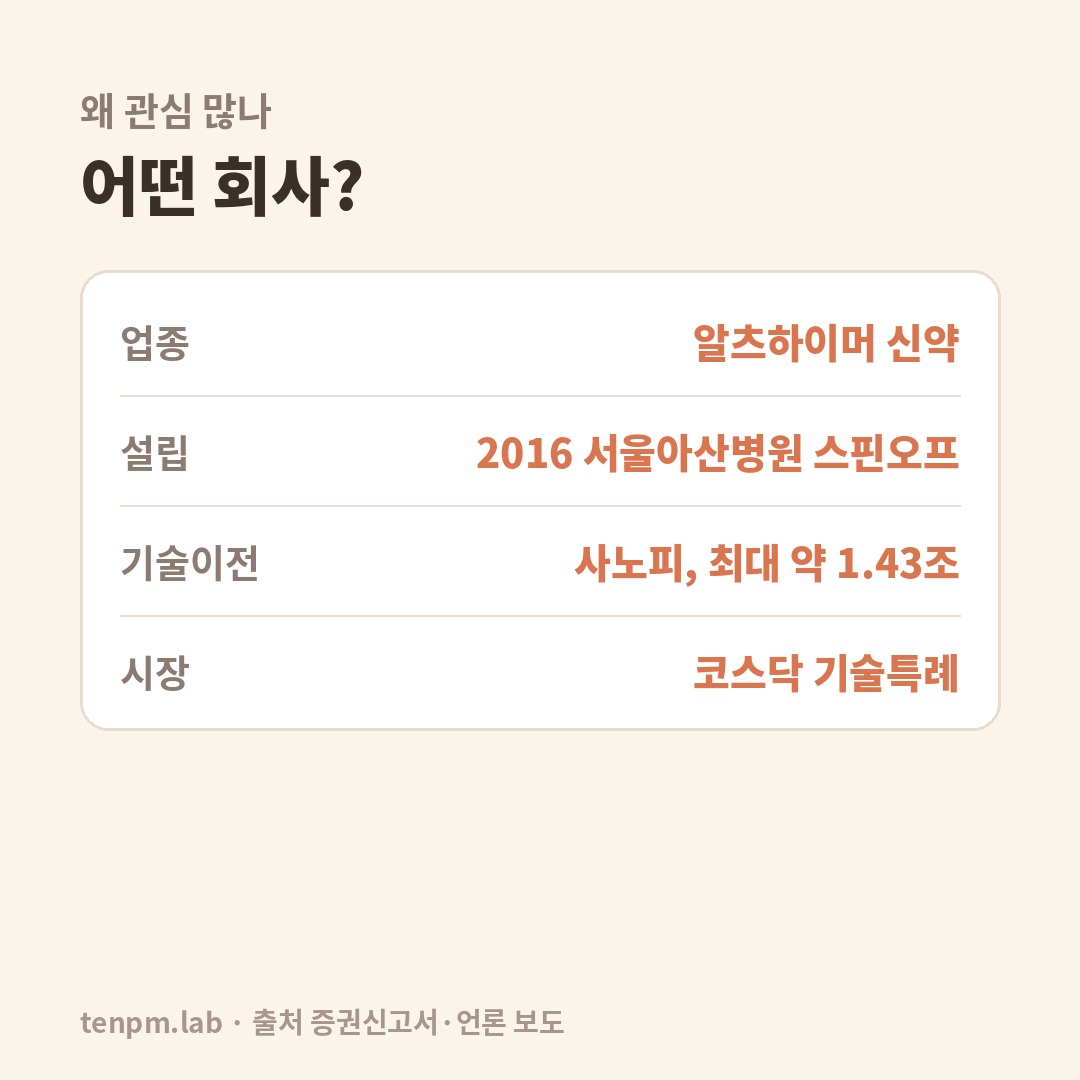 왜 관심 많나
어떤 회사?
업종 알츠하이머 신약
설립 2016 서울아산병원 스핀오프
기술이전 사노피, 최대 약 1.43조
시장 코스닥 기술특례
tenpm.lab · 출처 증권신고서·언론 보도